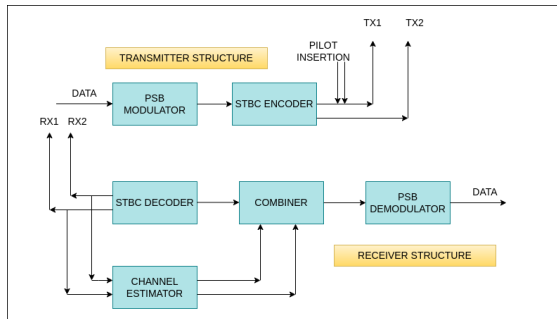 TX1
TX2
PILOT
INSERTION
TRANSMITTER STRUCTURE
DATA
PSB
MODULATOR
STBC ENCODER
RX1
RX2
STBC DECODER
COMBINER
PSB
DEMODULATOR
DATA
RECEIVER STRUCTURE
CHANNEL
ESTIMATOR